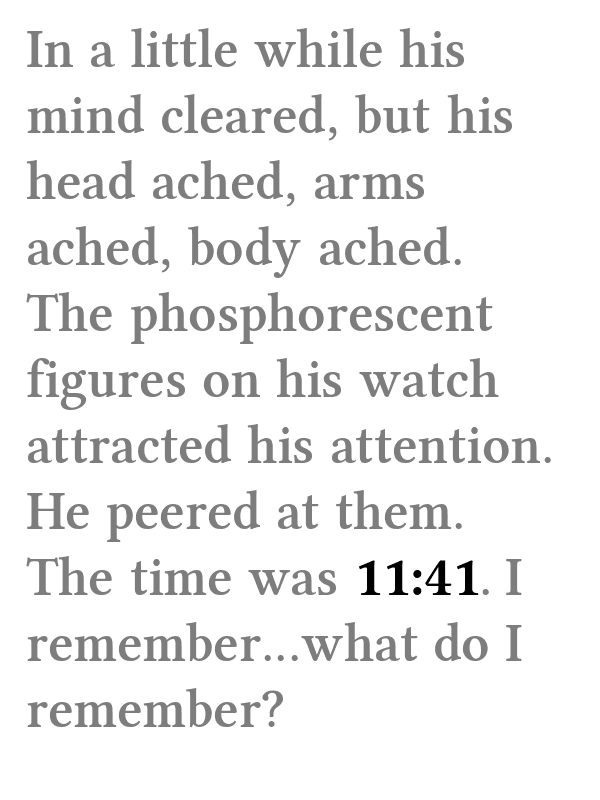 In a little while his
mind cleared, but his
head ached, arms
ached, body ached.
The phosphorescent
figures on his watch
attracted his attention.
He peered at them.
The time was 11:41. I
remember...what do I
remember?